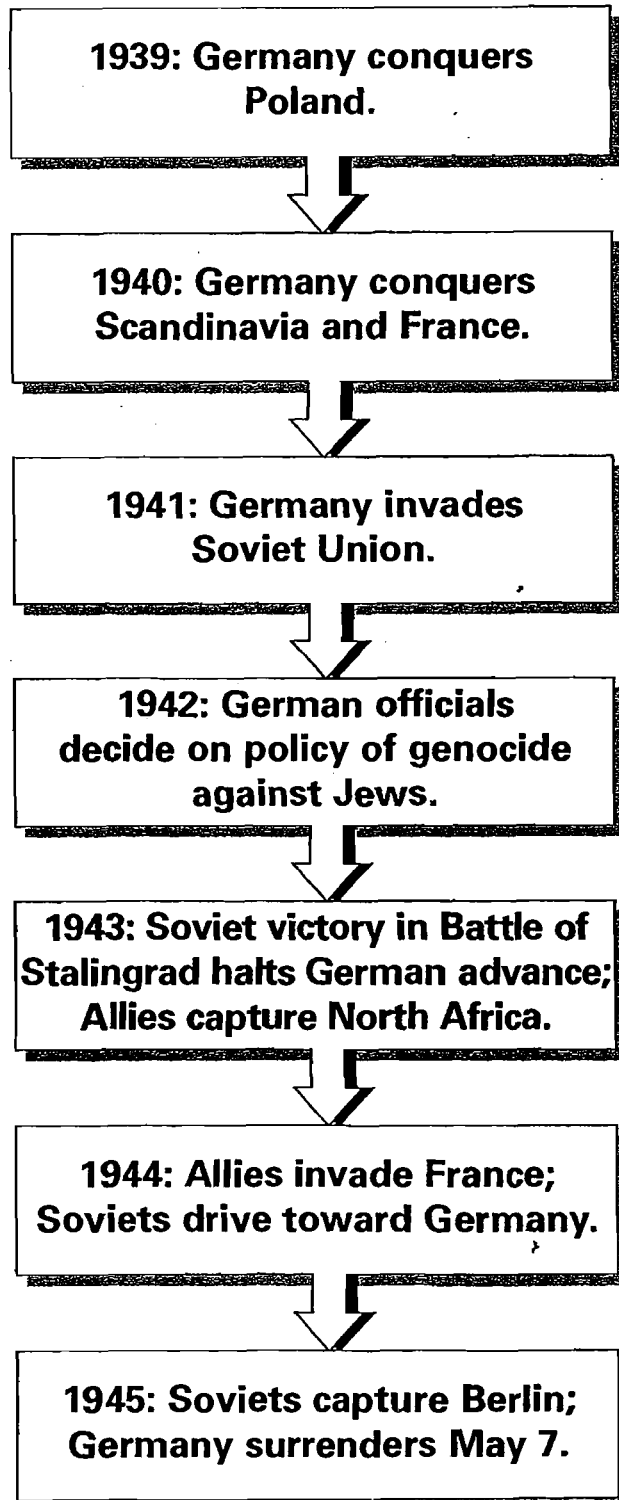 1939: Germany conquers
Poland.
1940: Germany conquers
Scandinavia and France.
1941: Germany invades
Soviet Union.
1942: German officials
decide on policy of genocide
against Jews.
1943: Soviet victory in Battle of
Stalingrad halts German advance;
Allies capture North Africa.
1944: Allies invade France;
Soviets drive toward Germany.
1945: Soviets capture Berlin;
Germany surrenders May 7.